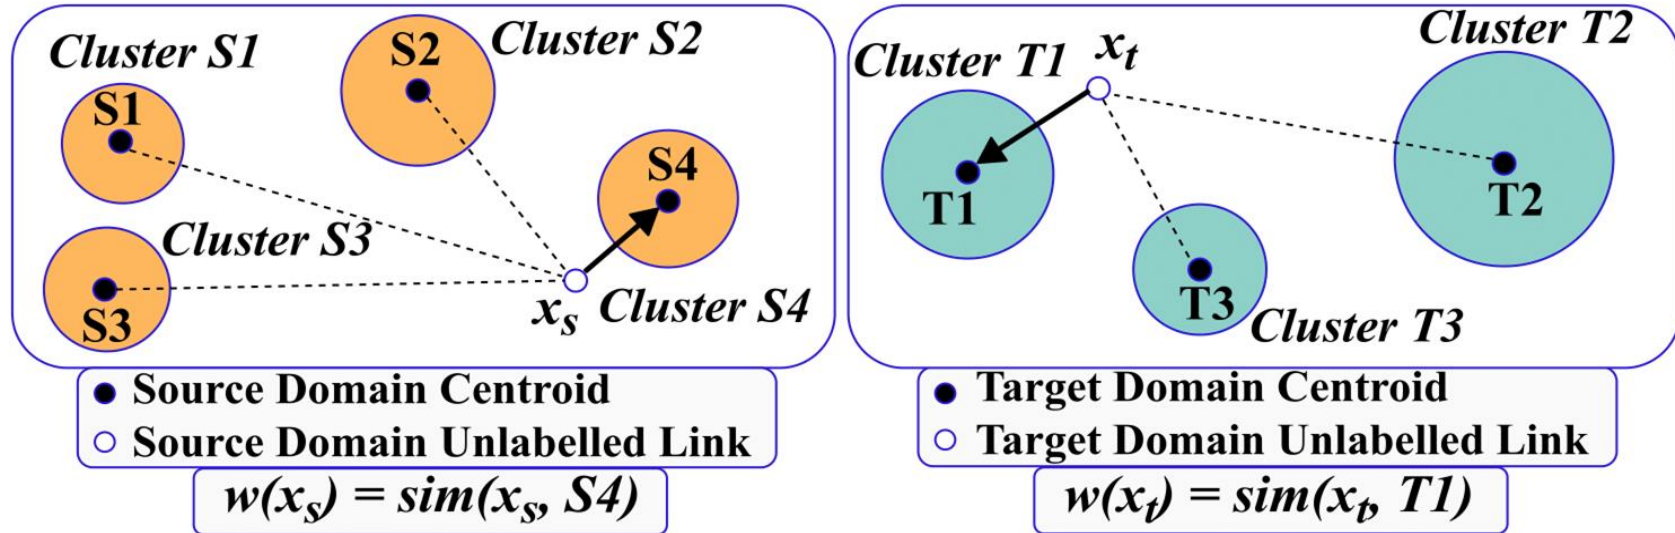 Cluster S1
S1
S2
Cluster S2
S4
Cluster S3
S3
xs
Cluster S4
Source Domain Centroid
Source Domain Unlabelled Link
w(xs) = sim(xs, S4)
Cluster T1
xt
Cluster T2
T1
T2
T3
Cluster T3
Target Domain Centroid
Target Domain Unlabelled Link
w(xt) = sim(xt, T1)